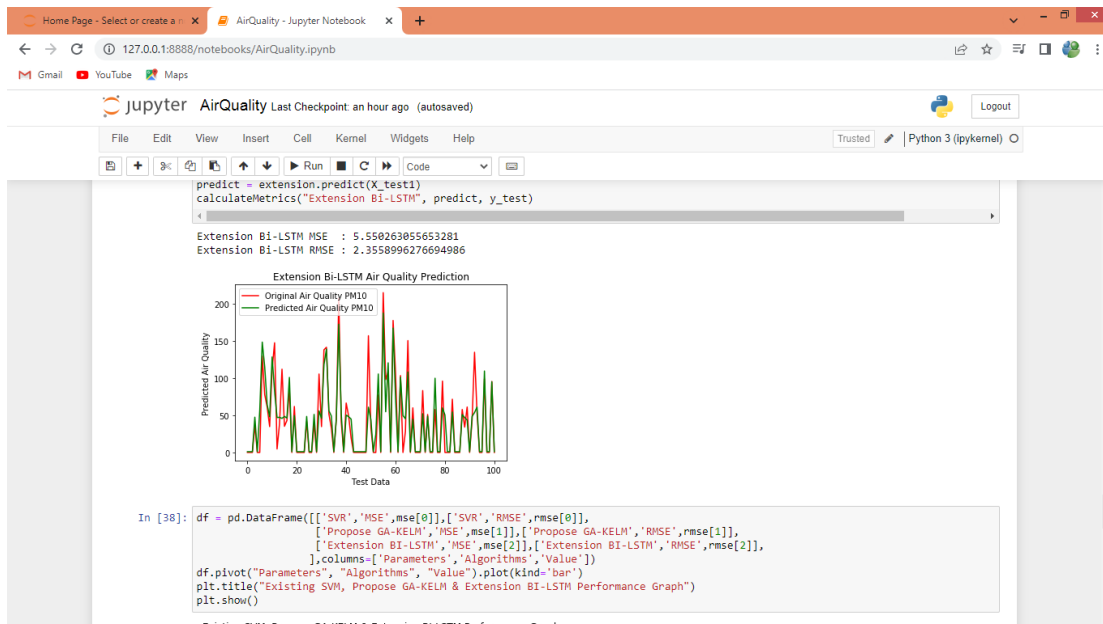 Home Page - Select or create a n
AirQuality - Jupyter Notebook
127.0.0.1:8888/notebooks/AirQuality.ipynb
Gmail
YouTube
Maps
jupyter AirQuality Last Checkpoint: an hour ago (autosaved)
Logout
File Edit View Insert Cell Kernel Widgets Help
Trusted
Python 3 (ipykernel)
Run
Code
predict = extension.predict(X_test1)
calculateMetrics("Extension Bi-LSTM", predict, y_test)
Extension Bi-LSTM MSE : 5.550263055653281
Extension Bi-LSTM RMSE : 2.3558996276694986
Extension Bi-LSTM Air Quality Prediction
Original Air Quality PM10
Predicted Air Quality PM10
Predicted Air Quality
200
150
100
50
0
0 20 40 60 80 100
Test Data
In [38]: df = pd.DataFrame([['SVR','MSE',mse[0]],['SVR','RMSE',rmse[0]],
['Propose GA-KELM','MSE',mse[1]],['Propose GA-KELM','RMSE',rmse[1]],
['Extension BI-LSTM','MSE',mse[2]],['Extension BI-LSTM','RMSE',rmse[2]],
],columns=['Parameters','Algorithms','Value'])
df.pivot("Parameters", "Algorithms", "Value").plot(kind='bar')
plt.title("Existing SVM, Propose GA-KELM & Extension BI-LSTM Performance Graph")
plt.show()